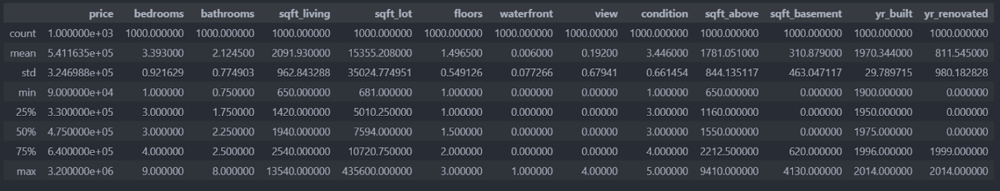 price bedrooms bathrooms sqft_living sqft_lot floors waterfront view condition sqft_above sqft_basement yr_built yr_renovated
count 1.000000e+03 1000.000000 1000.000000 1000.000000 1000.000000 1000.000000 1000.000000 1000.00000 1000.000000 1000.000000 1000.000000 1000.000000 1000.000000
mean 5.411635e+05 3.393000 2.124500 2091.930000 15355.208000 1.496500 0.006000 0.19200 3.446000 1781.051000 310.879000 1970.344000 811.545000
std 3.246988e+05 0.921629 0.774903 962.843288 35024.774951 0.549126 0.077266 0.67941 0.661454 844.135117 463.047117 29.789715 980.182828
min 9.000000e+04 1.000000 0.750000 650.000000 681.000000 1.000000 0.000000 0.00000 1.000000 650.000000 0.000000 1900.000000 0.000000
25% 3.300000e+05 3.000000 1.750000 1420.000000 5010.250000 1.000000 0.000000 0.00000 3.000000 1160.000000 0.000000 1950.000000 0.000000
50% 4.750000e+05 3.000000 2.250000 1940.000000 7594.000000 1.500000 0.000000 0.00000 3.000000 1550.000000 0.000000 1975.000000 0.000000
75% 6.400000e+05 4.000000 2.500000 2540.000000 10720.750000 2.000000 0.000000 0.00000 4.000000 2212.500000 620.000000 1996.000000 1999.000000
max 3.200000e+06 9.000000 8.000000 13540.000000 435600.000000 3.000000 1.000000 4.00000 5.000000 9410.000000 4130.000000 2014.000000 2014.000000